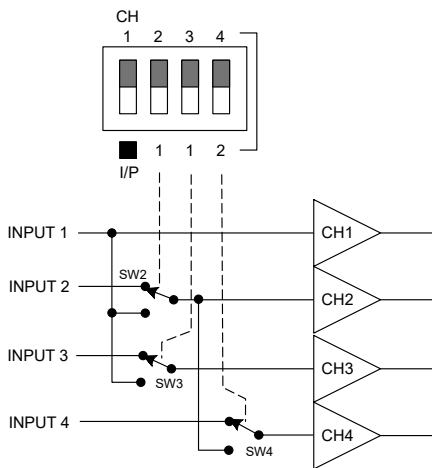 CH
1 2 3 4
1 1 2
I/P
INPUT 1
CH1
INPUT 2
SW2
CH2
INPUT 3
SW3
CH3
INPUT 4
SW4
CH4